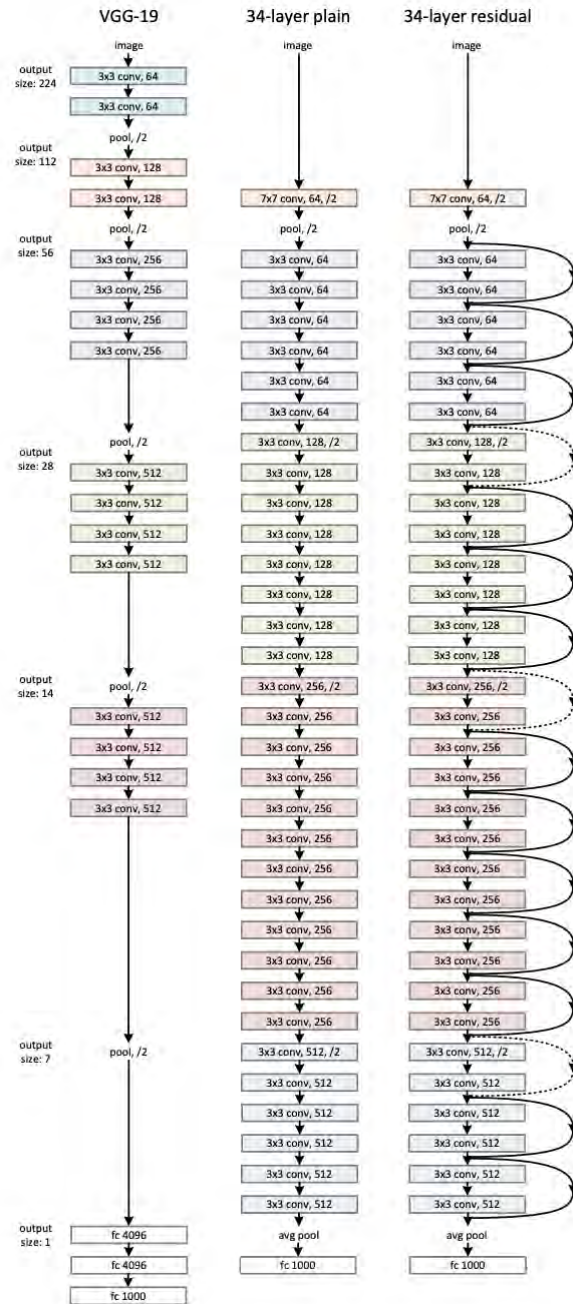 VGG-19
34-layer plain
34-layer residual
output
size: 224
output
size: 112
output
size: 56
output
size: 28
output
size: 14
output
size: 7
output
size: 1
image
3x3 conv, 64
3x3 conv, 64
pool, /2
3x3 conv, 128
3x3 conv, 128
pool, /2
3x3 conv, 256
3x3 conv, 256
3x3 conv, 256
3x3 conv, 256
pool, /2
3x3 conv, 512
3x3 conv, 512
3x3 conv, 512
3x3 conv, 512
pool, /2
3x3 conv, 512
3x3 conv, 512
3x3 conv, 512
3x3 conv, 512
pool, /2
fc 4096
fc 4096
fc 1000
image
7x7 conv, 64, /2
pool, /2
3x3 conv, 64
3x3 conv, 64
3x3 conv, 64
3x3 conv, 64
3x3 conv, 64
3x3 conv, 64
3x3 conv, 128, /2
3x3 conv, 128
3x3 conv, 128
3x3 conv, 128
3x3 conv, 128
3x3 conv, 128
3x3 conv, 128
3x3 conv, 128
3x3 conv, 256, /2
3x3 conv, 256
3x3 conv, 256
3x3 conv, 256
3x3 conv, 256
3x3 conv, 256
3x3 conv, 256
3x3 conv, 256
3x3 conv, 256
3x3 conv, 256
3x3 conv, 256
3x3 conv, 256
3x3 conv, 512, /2
3x3 conv, 512
3x3 conv, 512
3x3 conv, 512
3x3 conv, 512
3x3 conv, 512
avg pool
fc 1000
image
7x7 conv, 64, /2
pool, /2
3x3 conv, 64
3x3 conv, 64
3x3 conv, 64
3x3 conv, 64
3x3 conv, 64
3x3 conv, 64
3x3 conv, 128, /2
3x3 conv, 128
3x3 conv, 128
3x3 conv, 128
3x3 conv, 128
3x3 conv, 128
3x3 conv, 128
3x3 conv, 128
3x3 conv, 256, /2
3x3 conv, 256
3x3 conv, 256
3x3 conv, 256
3x3 conv, 256
3x3 conv, 256
3x3 conv, 256
3x3 conv, 256
3x3 conv, 256
3x3 conv, 256
3x3 conv, 256
3x3 conv, 256
3x3 conv, 512, /2
3x3 conv, 512
3x3 conv, 512
3x3 conv, 512
3x3 conv, 512
3x3 conv, 512
avg pool
fc 1000